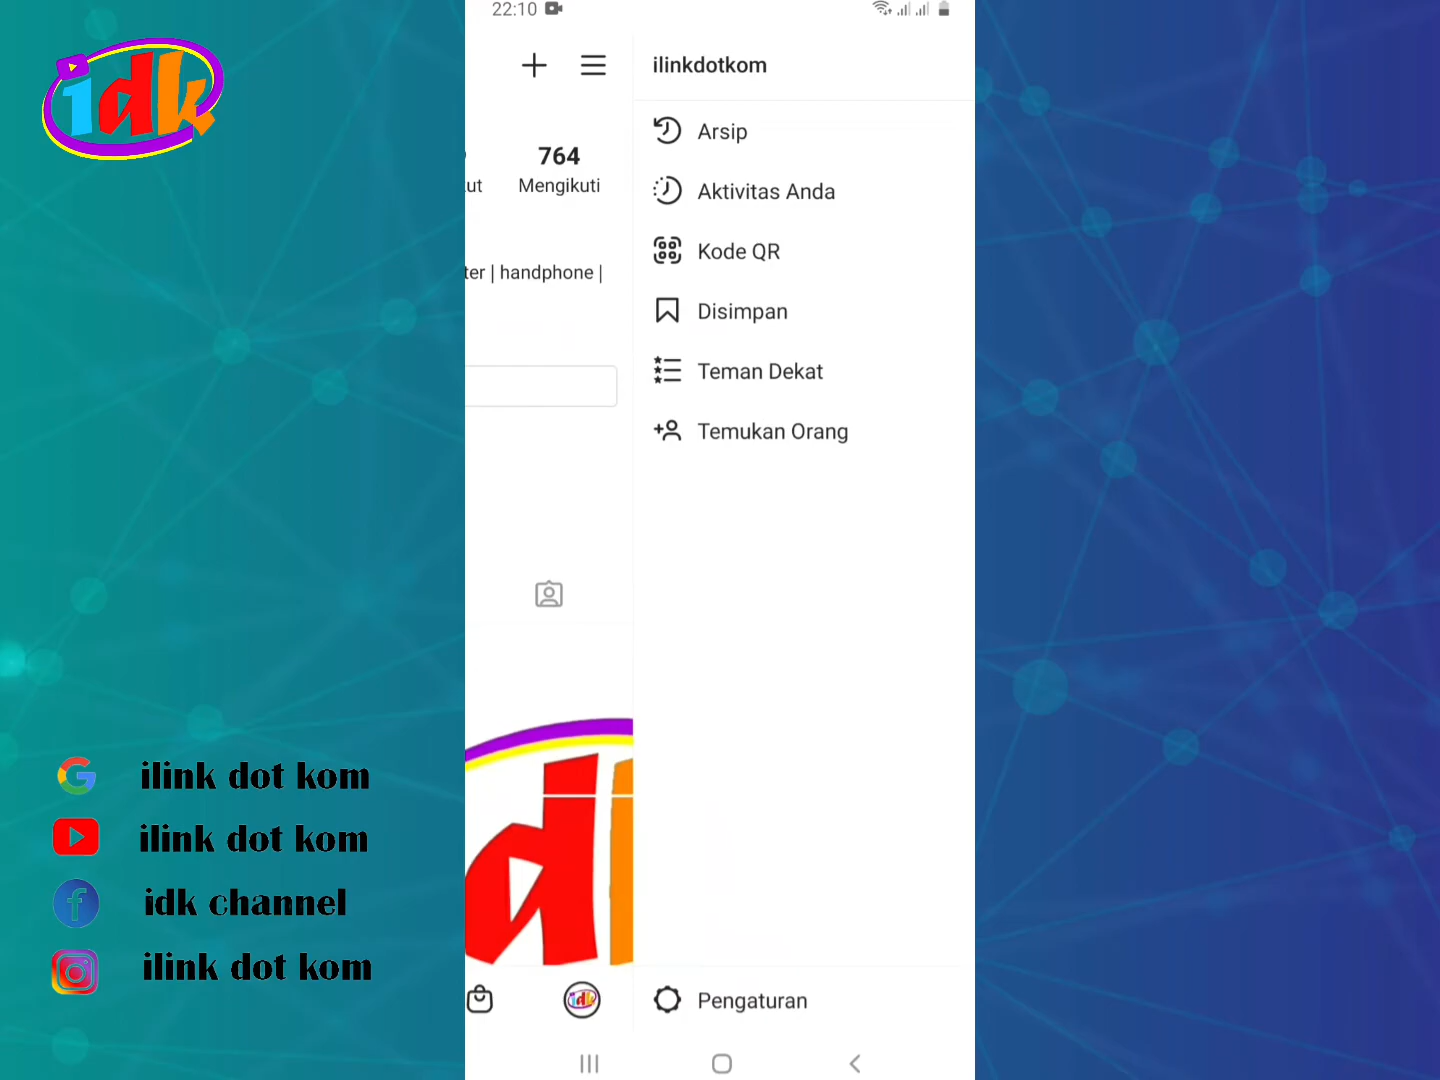 idk
22:10
ilinkdotkom
764
ut
Mengikuti
ter | handphone |
Arsip
Aktivitas Anda
Kode QR
Disimpan
Teman Dekat
Temukan Orang
ilink dot kom
ilink dot kom
idk channel
ilink dot kom
d
idk
Pengaturan